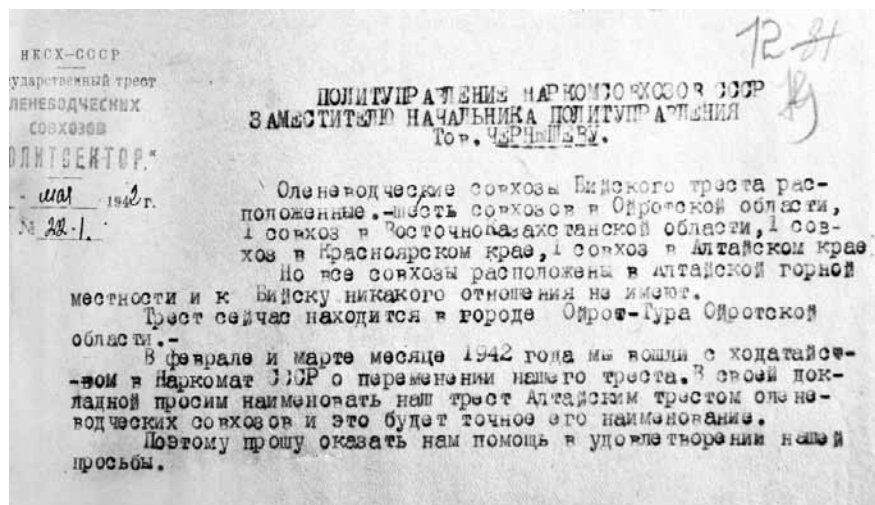 12
НКСХ-СССР
ударственный трест
ЛЕНЕВОДЧЕСКИХ
СОВХОЗОВ
ОЛИТСЕКТОР."
- мая 1942 г.
№ 22-1.
ПОЛИТУПРАВЛЕНИЕ НАРКОМСОВХОЗОВ СССР
ЗАМЕСТИТЕЛЮ НАЧАЛЬНИКА ПОЛИТУПРАВЛЕНИЯ
Тов. ЧЕРНЫШЕВУ.
Оленеводческие совхозы Бийского треста рас-
положенные.-шесть совхозов в Ойротской области,
1 совхоз в Восточноказахстанской области,1 сов-
хоз в Красноярском крае,1 совхоз в Алтайском крае
Но все совхозы расположены в Алтайской горной
местности и к Бийску никакого отношения не имеют.
Трест сейчас находится в городе Ойрот-Тура Ойротской
области.-
В феврале и марте месяце 1942 года мы вошли с ходатайст-
-вом в Наркомат СССР о перемении нашего треста.В своей док-
ладной просим наименовать наш трест Алтайским трестом олене-
водческих совхозов и это будет точное его наименование.
Поэтому прошу оказать нам помощь в удовлетворении нашей
просьбы.